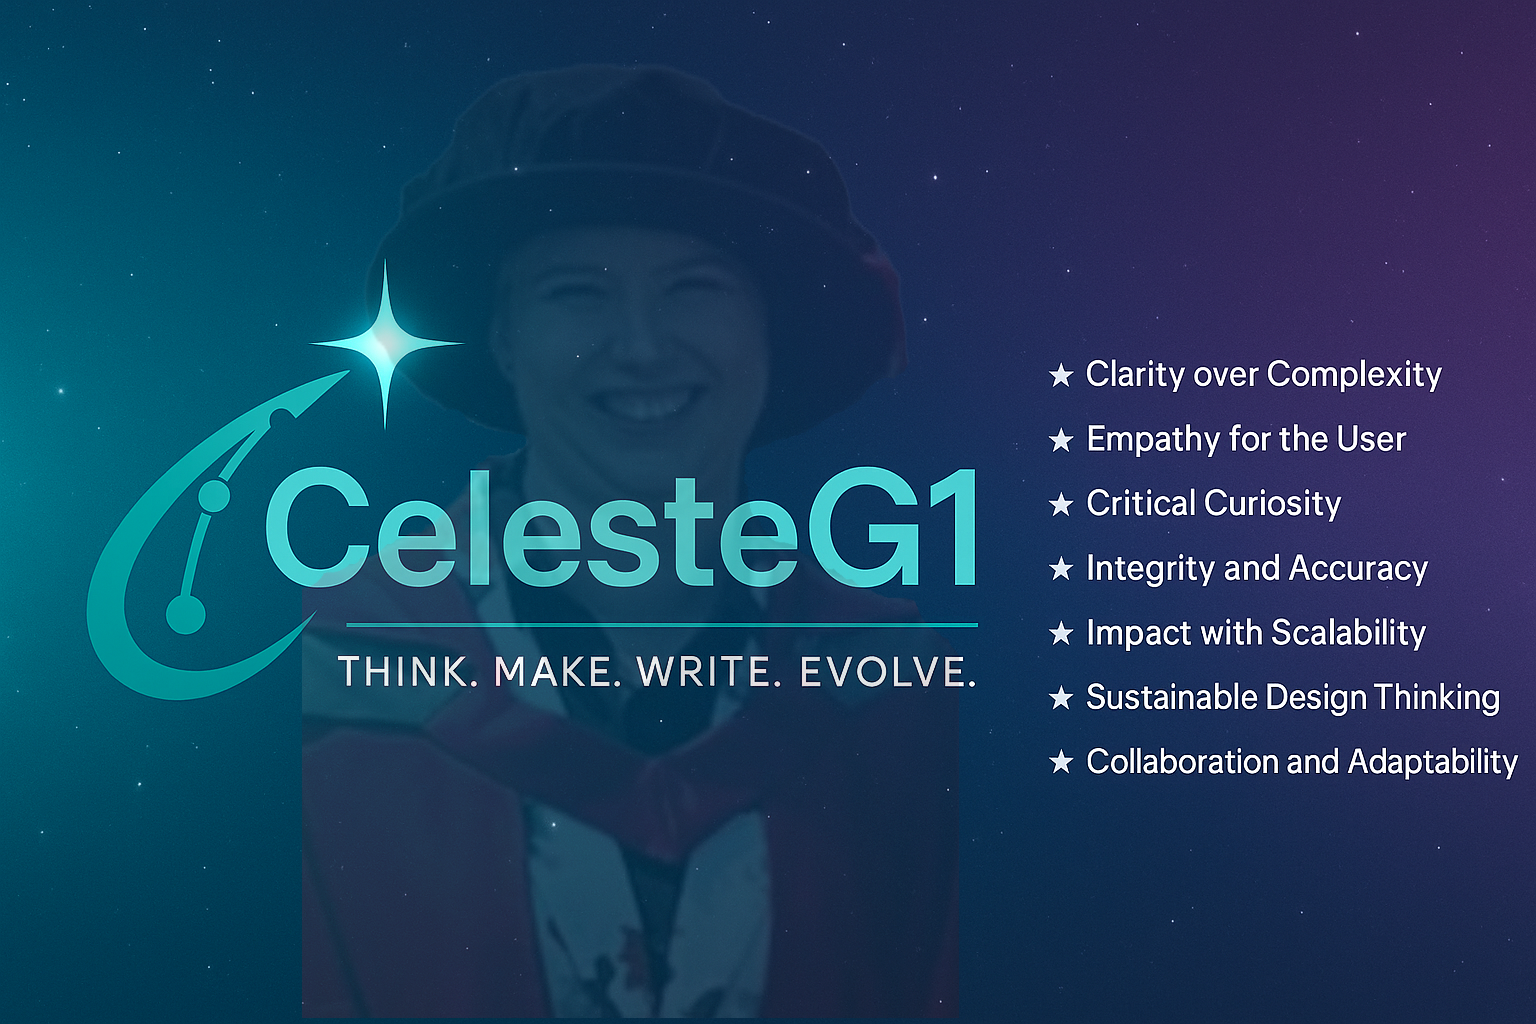 CelesteG1
THINK. MAKE. WRITE. EVOLVE.
★ Clarity over Complexity
★ Empathy for the User
★ Critical Curiosity
★ Integrity and Accuracy
★ Impact with Scalability
★ Sustainable Design Thinking
★ Collaboration and Adaptability